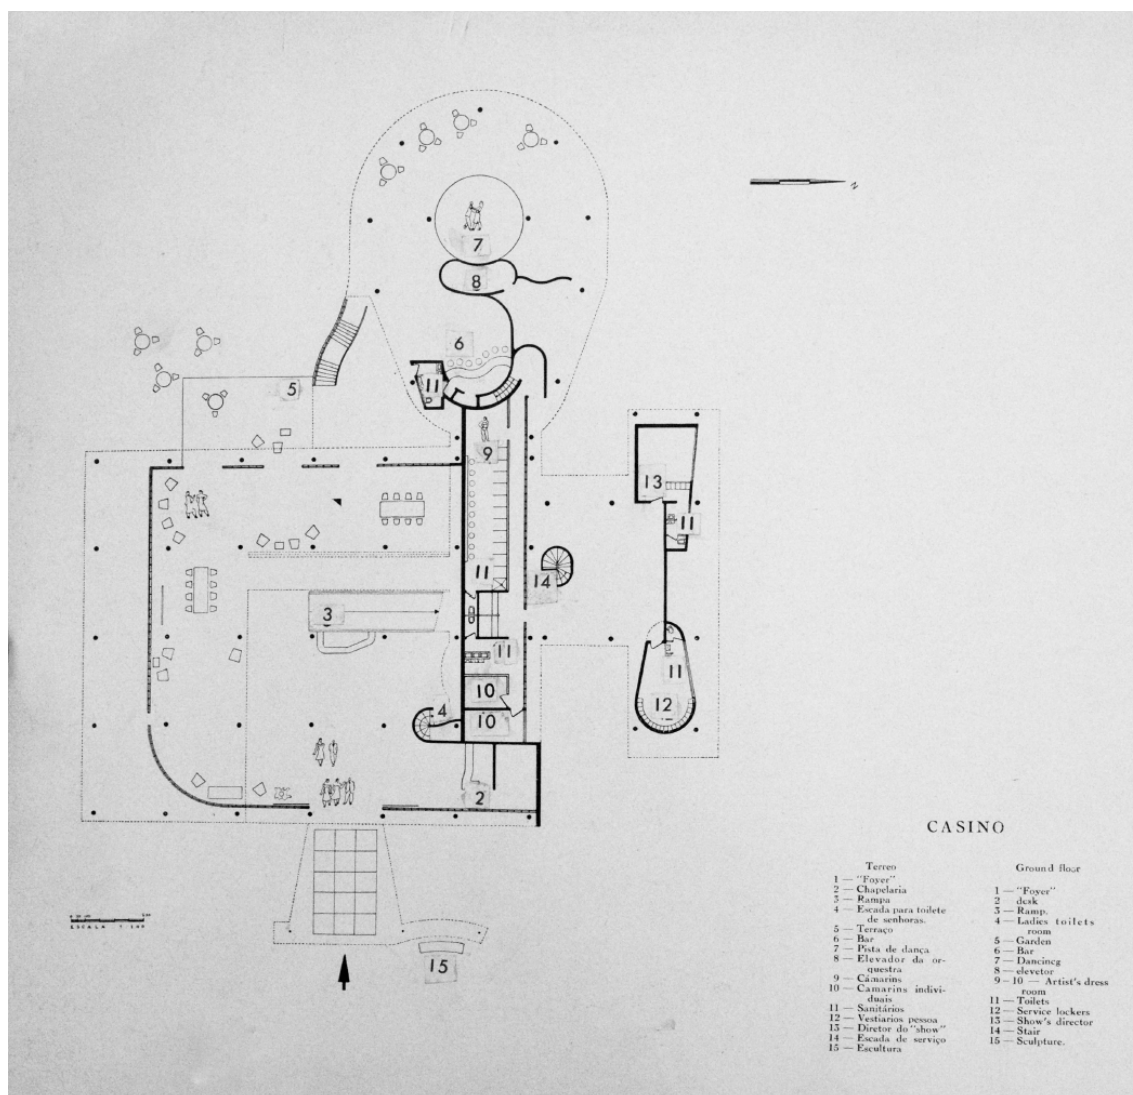 7
8
6
11
5
9
13
11
11
14
3
11
11
10
4
12
10
2
15
N
ESCALA
CASINO
Terreo
1 — "Foyer"
2 — Chapelaria
3 — Rampa
4 — Escada para toilete
de senhoras.
5 — Terraço
6 — Bar
7 — Pista de dança
8 — Elevador da or-
questra
9 — Câmarins
10 — Camarins indivi-
duais
11 — Sanitários
12 — Vestiarios pessoa
13 — Diretor do "show"
14 — Escada de serviço
15 — Escultura
Ground floor
1 — "Foyer"
2 desk
3 — Ramp.
4 — Ladies toilets
room
5 — Garden
6 — Bar
7 — Dancincg
8 — elevetor
9-10 — Artist's dress
room
11 — Toilets
12 — Service lockers
13 — Show's director
14 — Stair
15 — Sculpture.